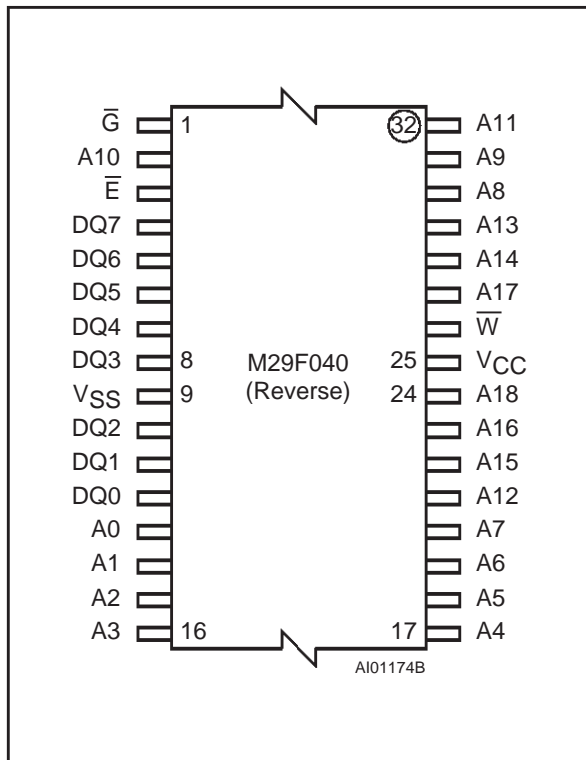 G̅ 1 32 A11
A10 A9
E̅ A8
DQ7 A13
DQ6 A14
DQ5 A17
DQ4 W̅
DQ3 8 M29F040 25 VCC
VSS 9 (Reverse) 24 A18
DQ2 A16
DQ1 A15
DQ0 A12
A0 A7
A1 A6
A2 A5
A3 16 17 A4
AI01174B